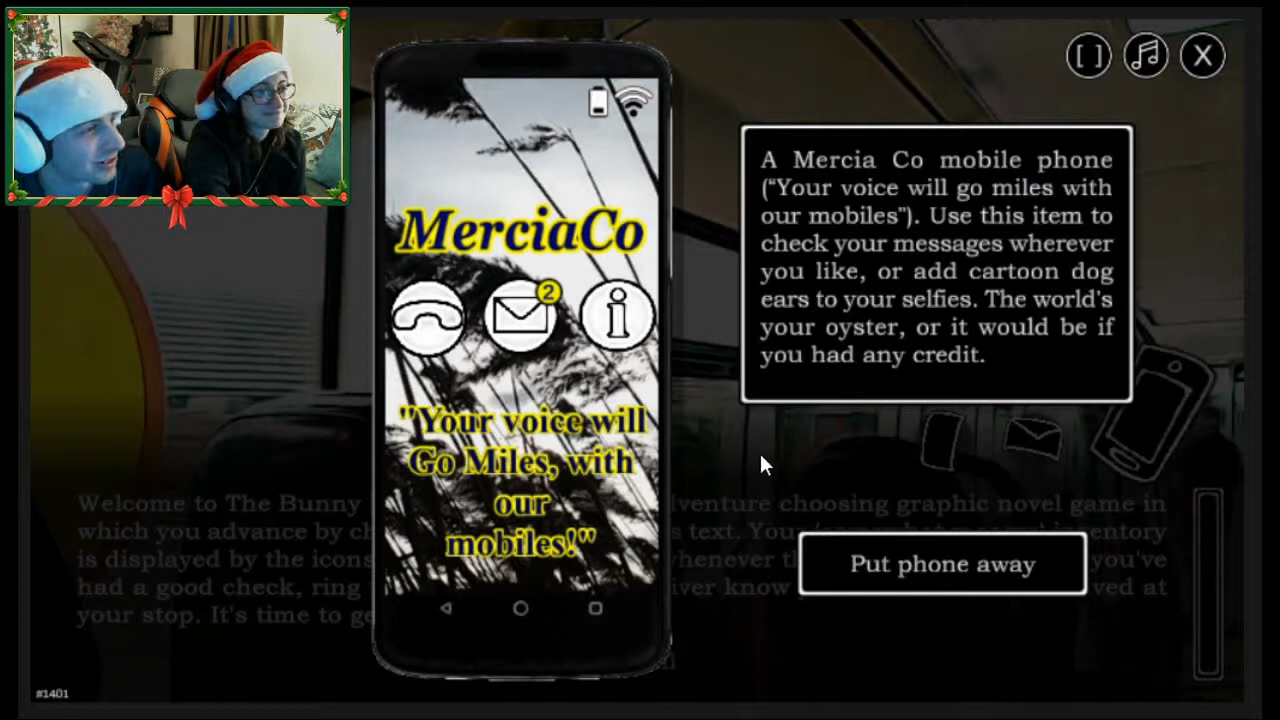 MerciaCo
2
"Your voice will
Go Miles, with
our
mobiles!"
A Mercia Co mobile phone
("Your voice will go miles with
our mobiles"). Use this item to
check your messages wherever
you like, or add cartoon dog
ears to your selfies. The world's
your oyster, or it would be if
you had any credit.
Put phone away
Welcome to The Bunny
which you advance by ch
is displayed by the icons
had a good check, ring
your stop. It's time to ge
venture choosing graphic novel game in
s text. Your
entory
whenever th
you've
iver know
ved at
#1401